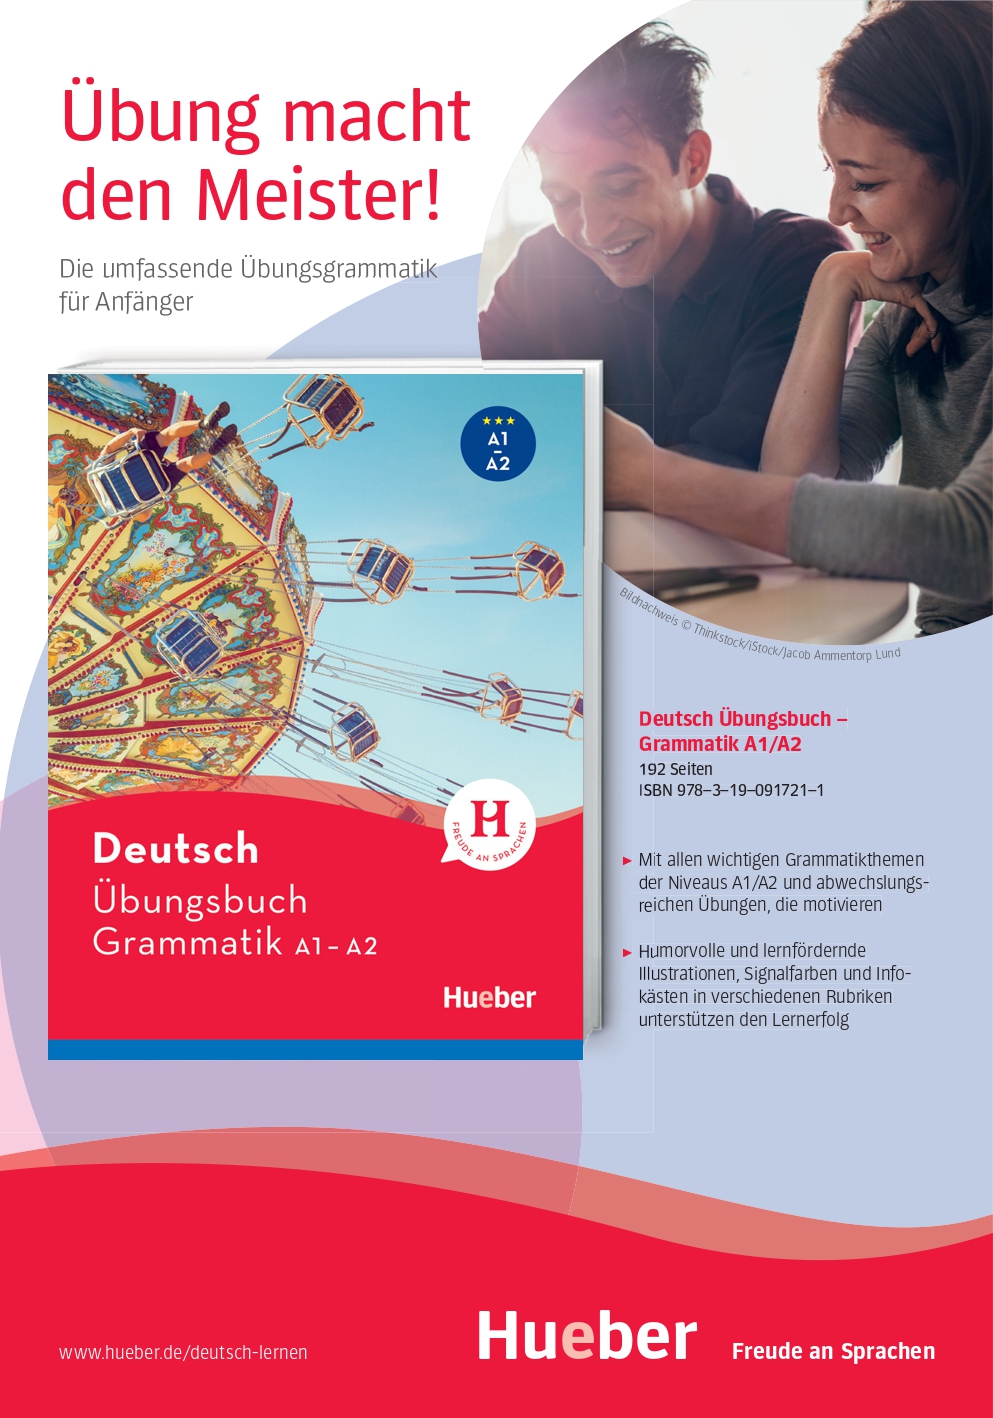 Übung macht
den Meister!
Die umfassende Übungsgrammatik
für Anfänger
A1
–
A2
Bildnachweis © Thinkstock/iStock/Jacob Ammentorp Lund
H
FREUDE AN SPRACHEN
Deutsch
Übungsbuch
Grammatik A1 – A2
Hueber
Deutsch Übungsbuch –
Grammatik A1/A2
192 Seiten
ISBN 978–3–19–091721–1
Mit allen wichtigen Grammatikthemen
der Niveaus A1/A2 und abwechslungs-
reichen Übungen, die motivieren
Humorvolle und lernfördernde
Illustrationen, Signalfarben und Info-
kästen in verschiedenen Rubriken
unterstützen den Lernerfolg
www.hueber.de/deutsch-lernen
Hueber
Freude an Sprachen